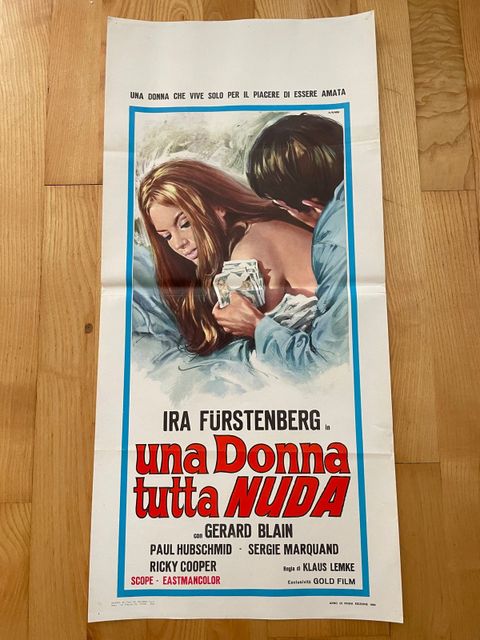 UNA DONNA CHE VIVE SOLO PER IL PIACERE DI ESSERE AMATA
IRA FÜRSTENBERG in
una Donna
tutta NUDA
con GERARD BLAIN
PAUL HUBSCHMID - SERGIE MARQUAND
RICKY COOPER Regia di KLAUS LEMKE
SCOPE - EASTMANCOLOR Esclusività GOLD FILM